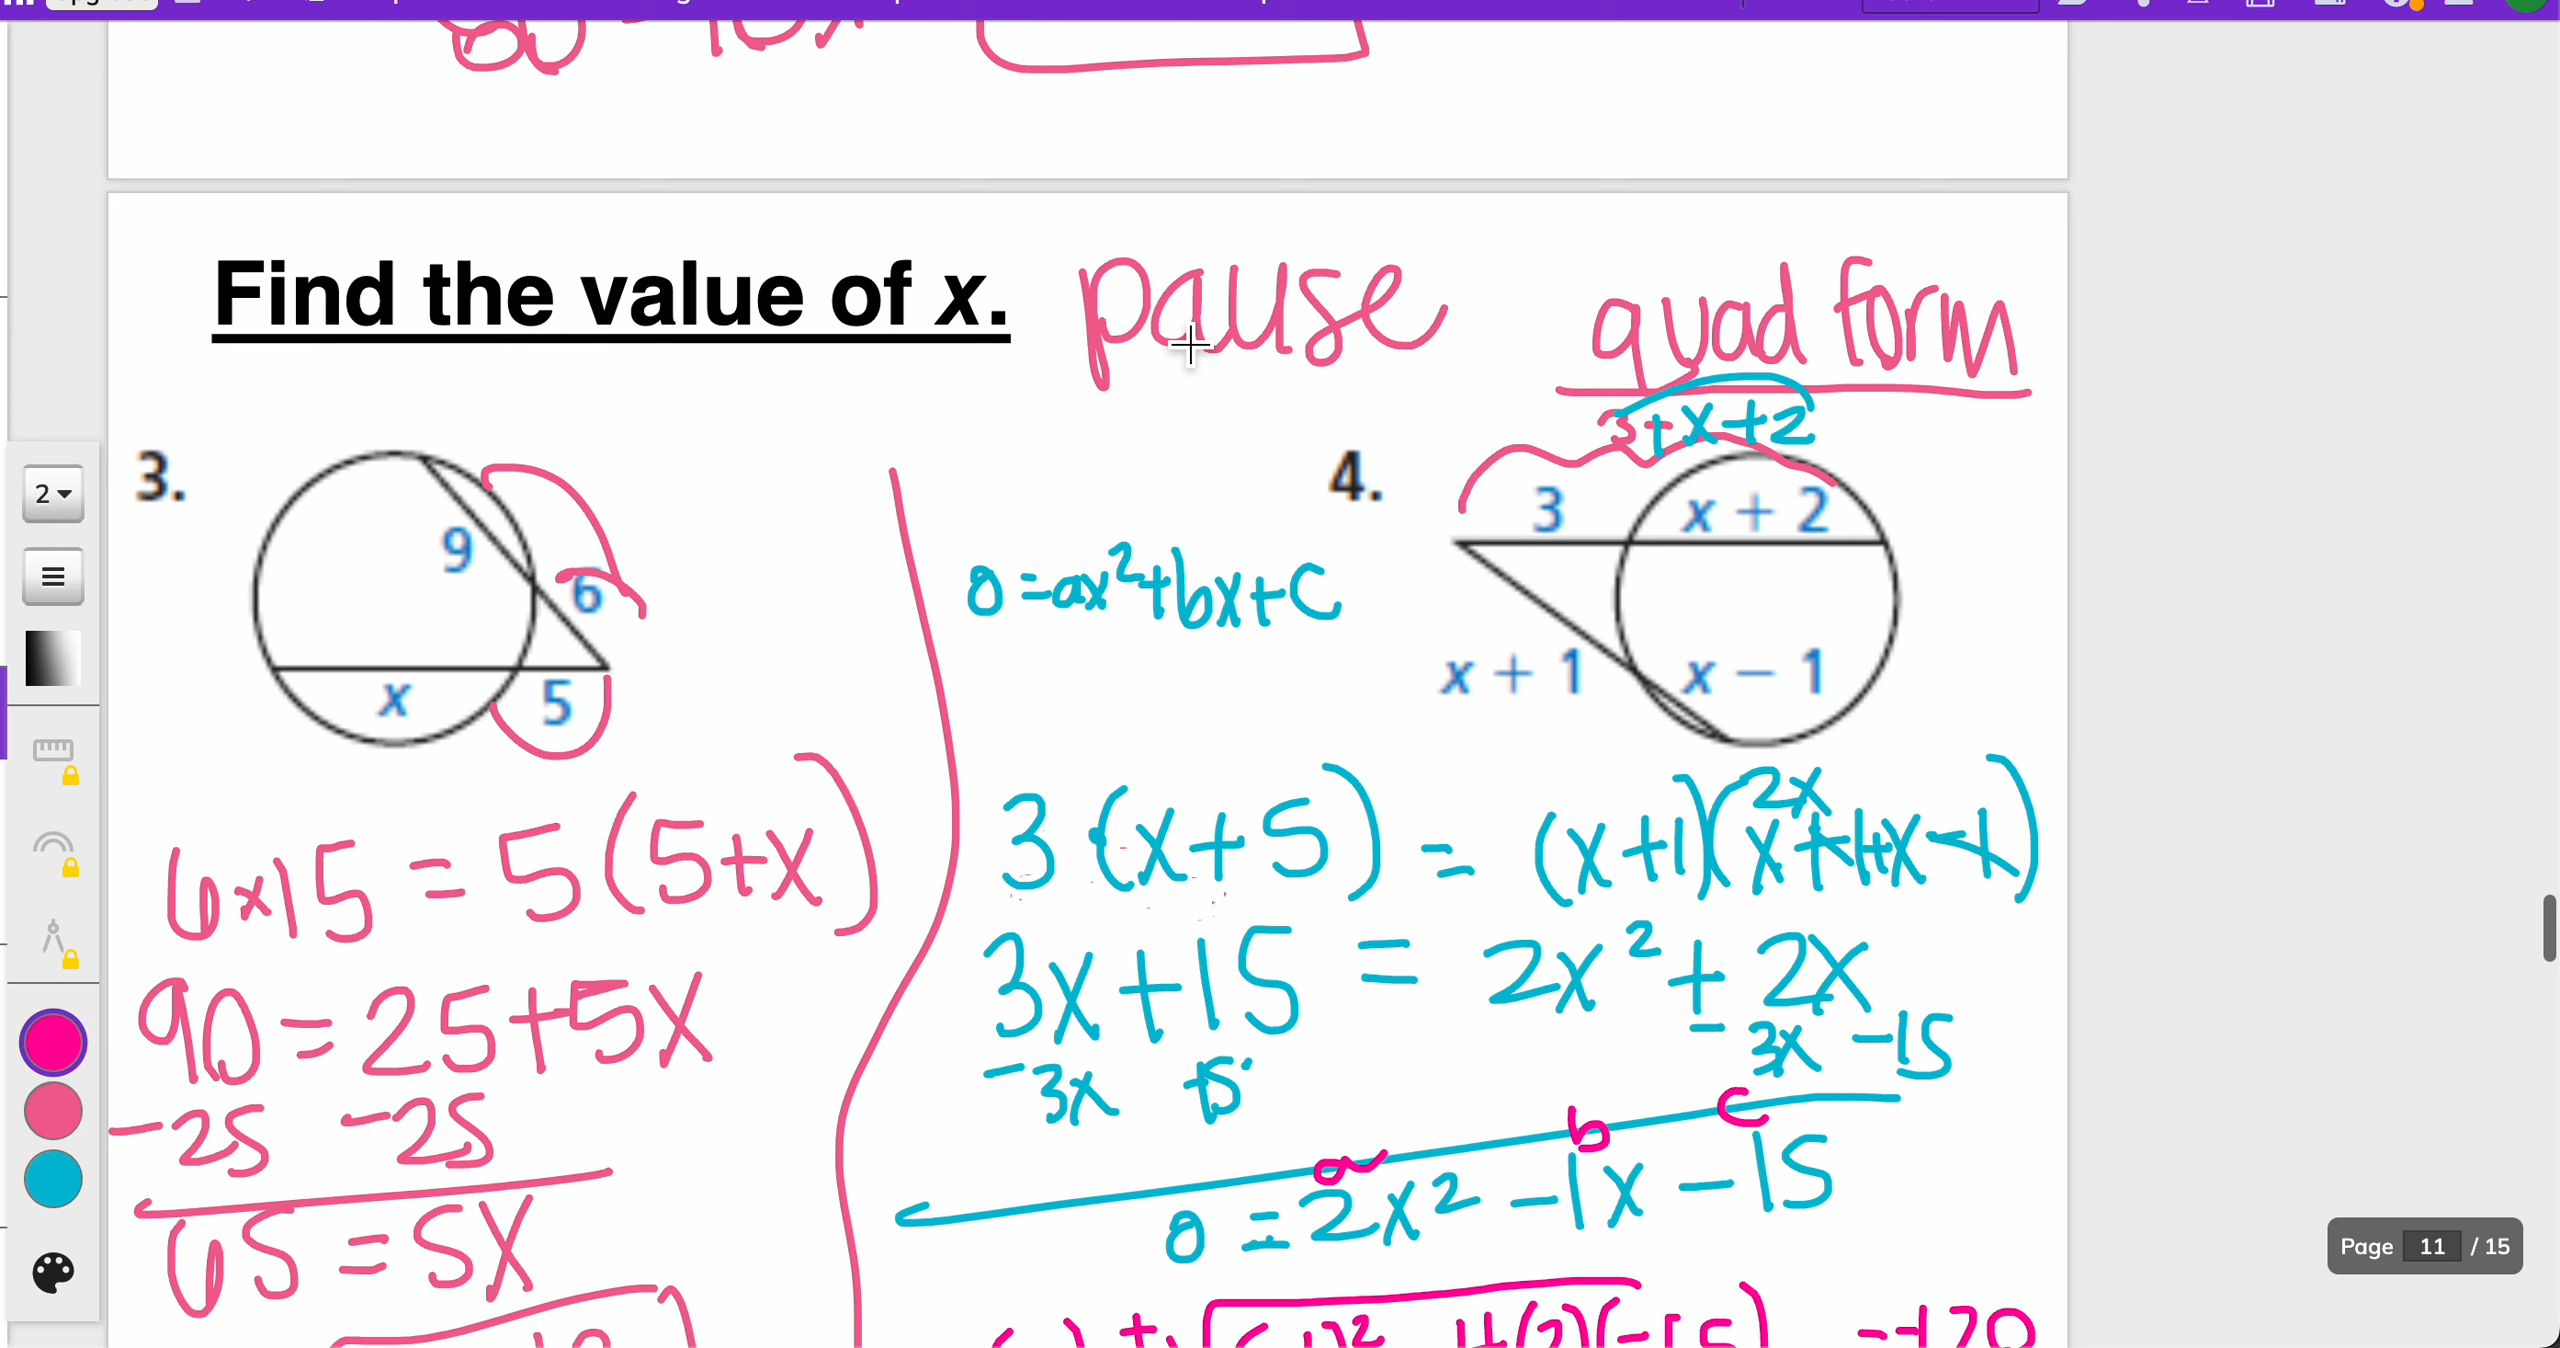 Find the value of x. pause quad form
3.
9
6
x
5
6x15 = 5(5+x)
90 = 25+5x
-25 -25
65 = 5x
4.
3+x+2
3
x + 2
x + 1
x − 1
0=ax²+bx+c
3(x+5) = (x+1)(x+1+x-1)
2x
3x+15 = 2x²+2x
-3x -15
-3x -15
a b c
0=2x²-1x-15
2
Page 11 / 15